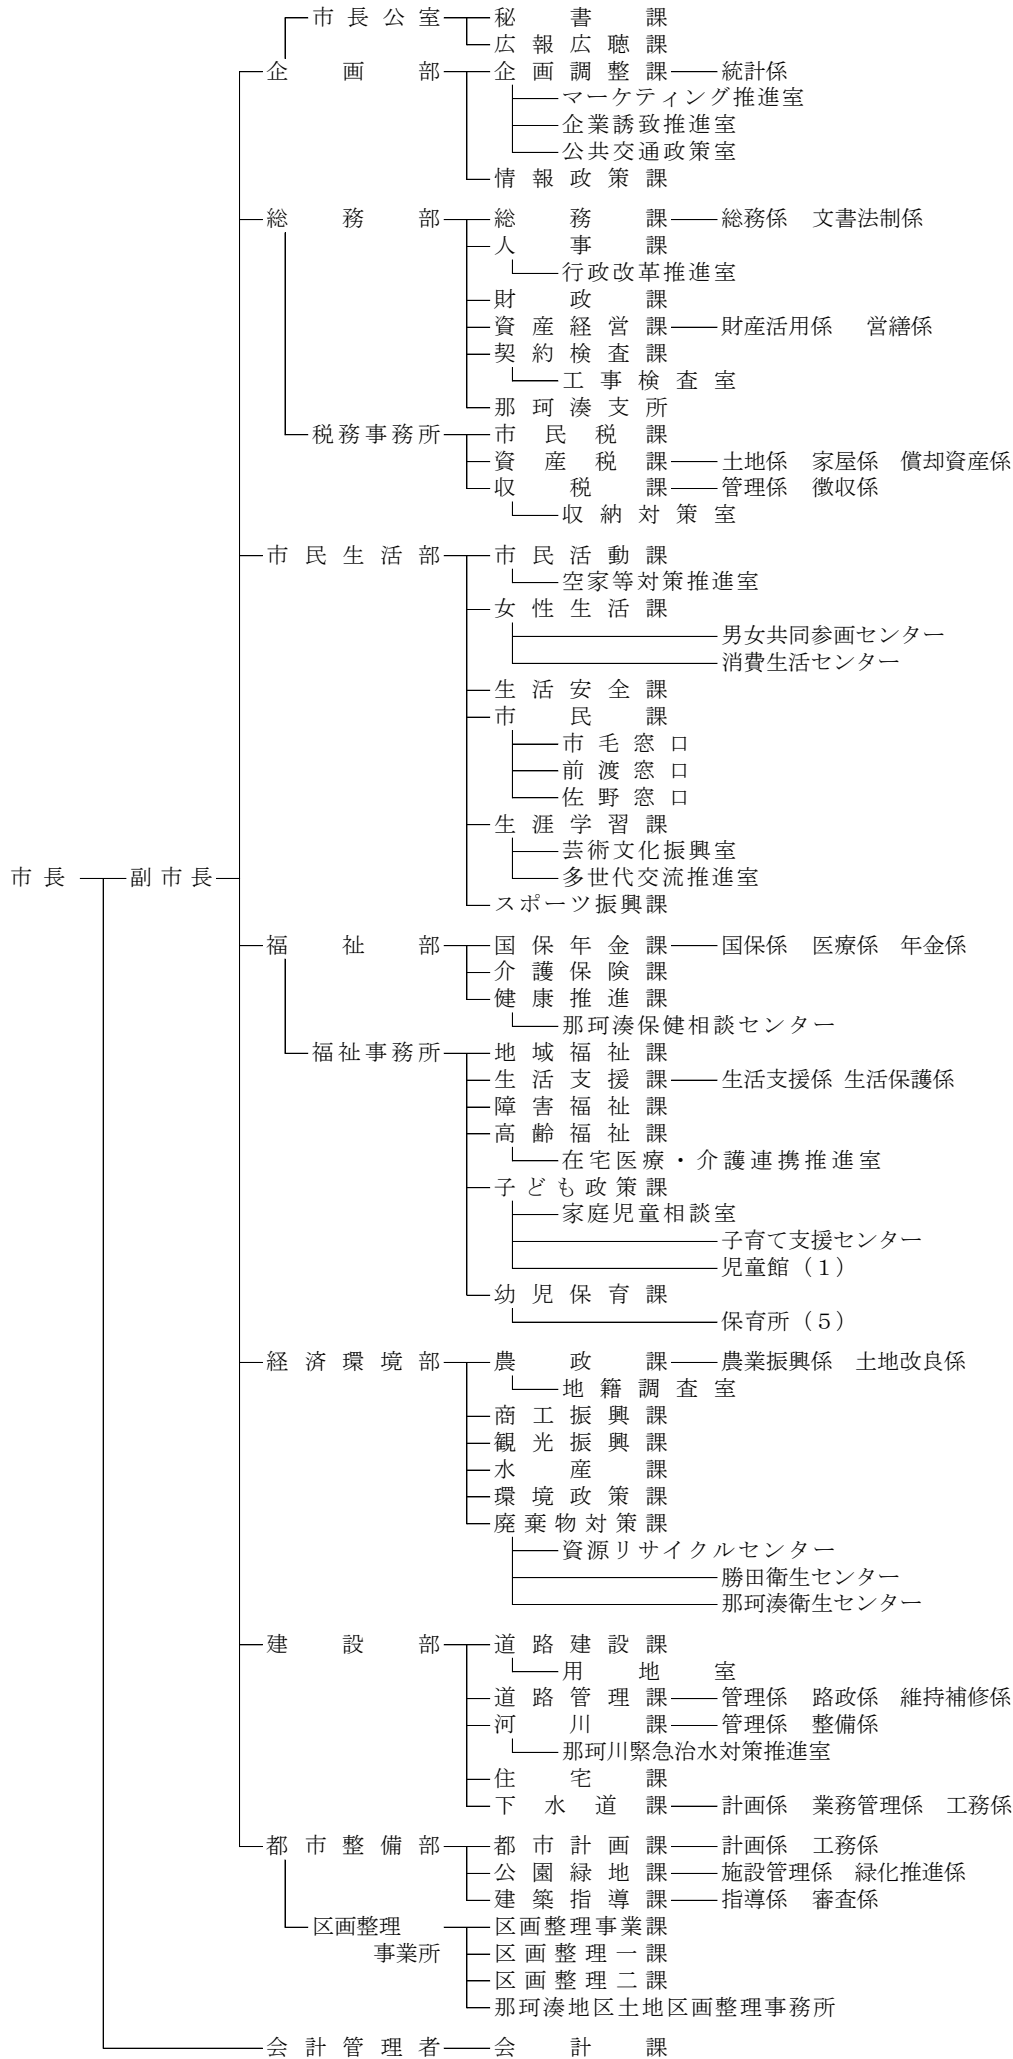 市長公室 秘書課
広報広聴課
企画部 企画調整課 統計係
マーケティング推進室
企業誘致推進室
公共交通政策室
情報政策課
総務部 総務課 総務係 文書法制係
人事課
行政改革推進室
財政課
資産経営課 財産活用係 営繕係
契約検査課
工事検査室
那珂湊支所
税務事務所 市民税課
資産税課 土地係 家屋係 償却資産係
収税課 管理係 徴収係
収納対策室
市民生活部 市民活動課
空家等対策推進室
女性生活課
男女共同参画センター
消費生活センター
生活安全課
市民課
市毛窓口
前渡窓口
佐野窓口
生涯学習課
芸術文化振興室
市長 副市長 多世代交流推進室
スポーツ振興課
福祉部 国保年金課 国保係 医療係 年金係
介護保険課
健康推進課
那珂湊保健相談センター
福祉事務所 地域福祉課
生活支援課 生活支援係 生活保護係
障害福祉課
高齢福祉課
在宅医療・介護連携推進室
子ども政策課
家庭児童相談室
子育て支援センター
児童館（１）
幼児保育課
保育所（５）
経済環境部 農政課 農業振興係 土地改良係
地籍調査室
商工振興課
観光振興課
水産課
環境政策課
廃棄物対策課
資源リサイクルセンター
勝田衛生センター
那珂湊衛生センター
建設部 道路建設課
用地室
道路管理課 管理係 路政係 維持補修係
河川課 管理係 整備係
那珂川緊急治水対策推進室
住宅課
下水道課 計画係 業務管理係 工務係
都市整備部 都市計画課 計画係 工務係
公園緑地課 施設管理係 緑化推進係
建築指導課 指導係 審査係
区画整理 区画整理事業課
事業所 区画整理一課
区画整理二課
那珂湊地区土地区画整理事務所
会計管理者 会計課